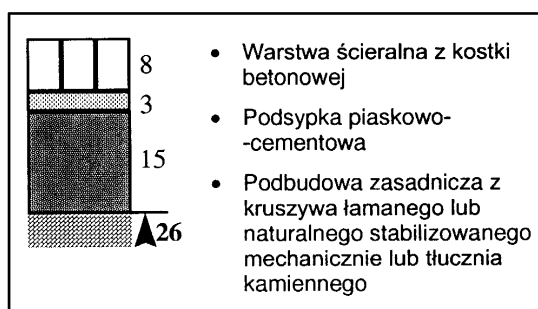 8
3
15
26
• Warstwa ścieralna z kostki
betonowej
• Podsypka piaskowo-
-cementowa
• Podbudowa zasadnicza z
kruszywa łamanego lub
naturalnego stabilizowanego
mechanicznie lub tłucznia
kamiennego